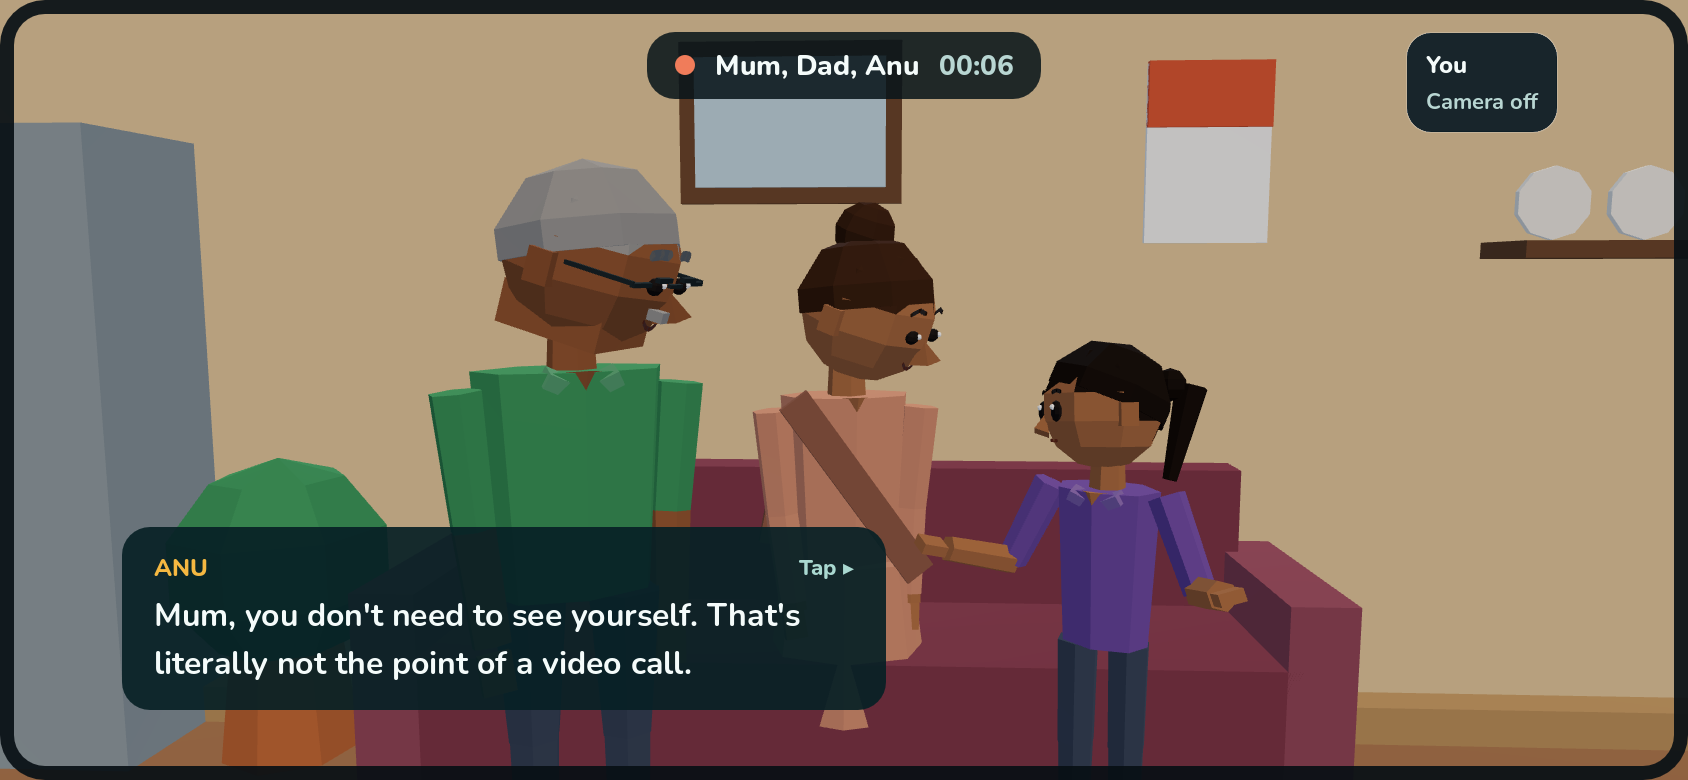 Mum, Dad, Anu 00:06
You
Camera off
ANU
Tap ▸
Mum, you don't need to see yourself. That's
literally not the point of a video call.